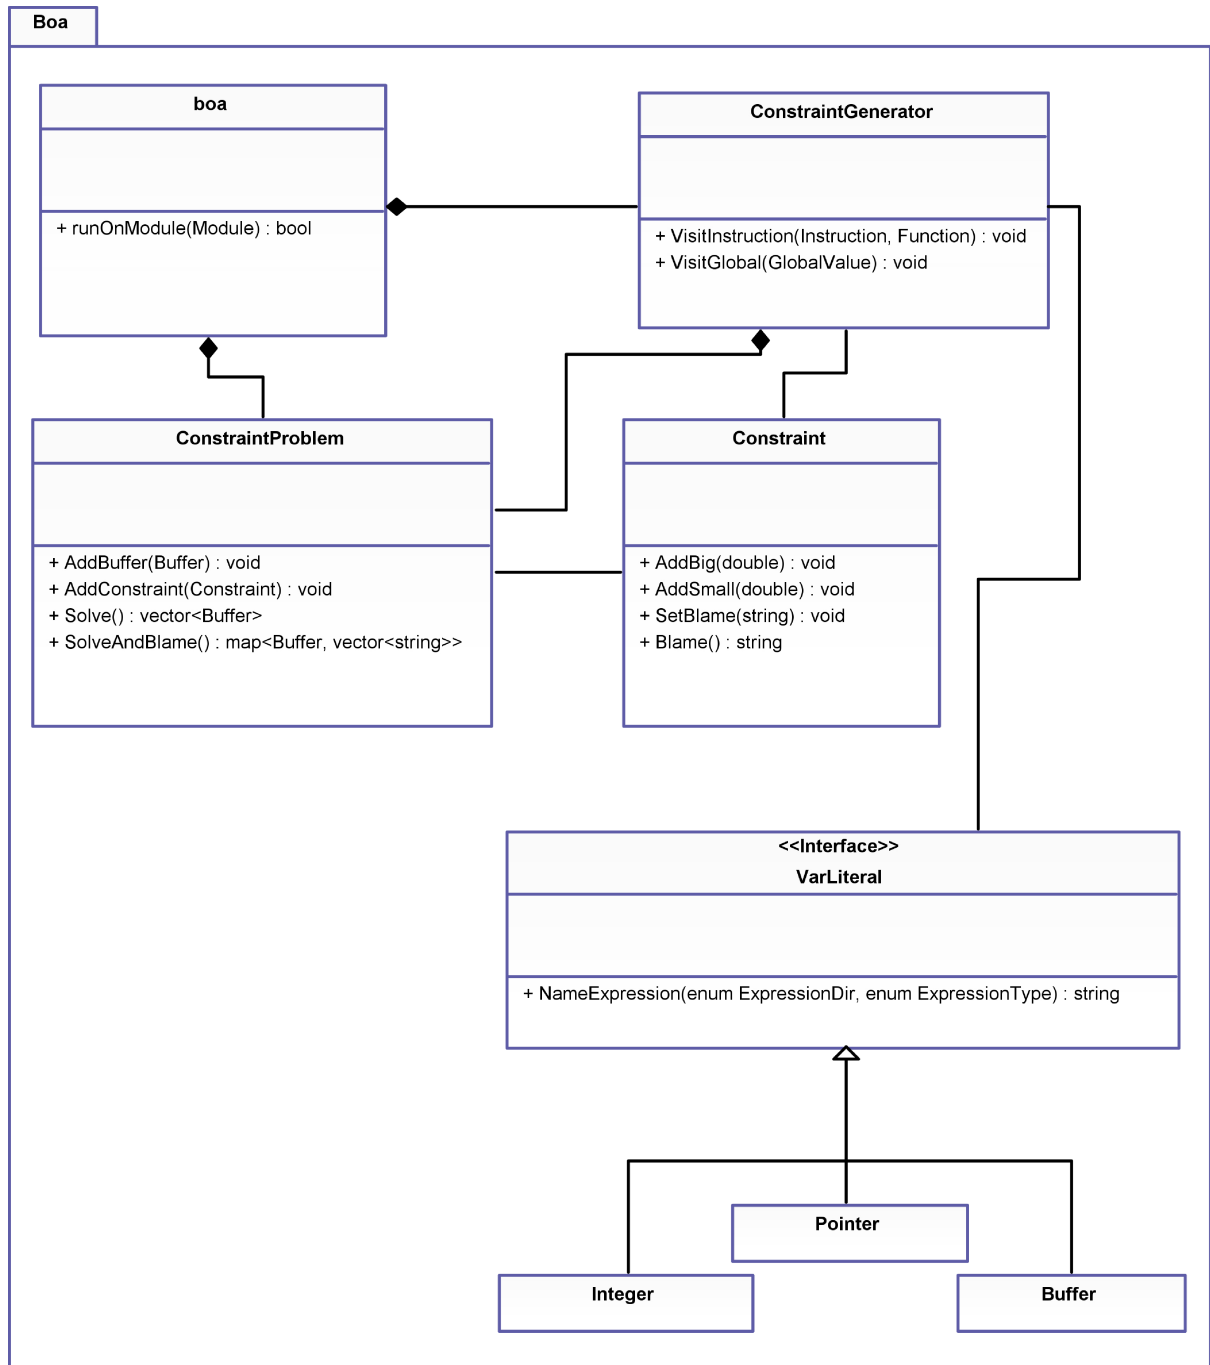 Boa
boa
+ runOnModule(Module) : bool
ConstraintGenerator
+ VisitInstruction(Instruction, Function) : void
+ VisitGlobal(GlobalValue) : void
ConstraintProblem
+ AddBuffer(Buffer) : void
+ AddConstraint(Constraint) : void
+ Solve() : vector<Buffer>
+ SolveAndBlame() : map<Buffer, vector<string>>
Constraint
+ AddBig(double) : void
+ AddSmall(double) : void
+ SetBlame(string) : void
+ Blame() : string
<<Interface>>
VarLiteral
+ NameExpression(enum ExpressionDir, enum ExpressionType) : string
Pointer
Integer
Buffer